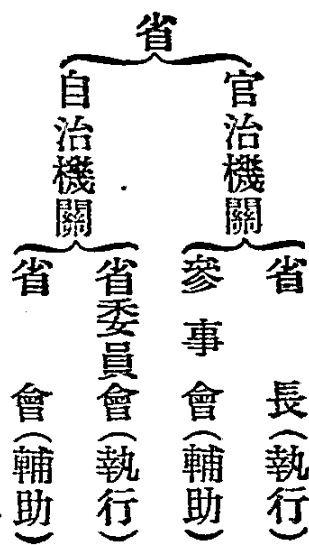 省
官治機關
省長（執行）
參事會（輔助）
自治機關
省委員會（執行）
省會（輔助）